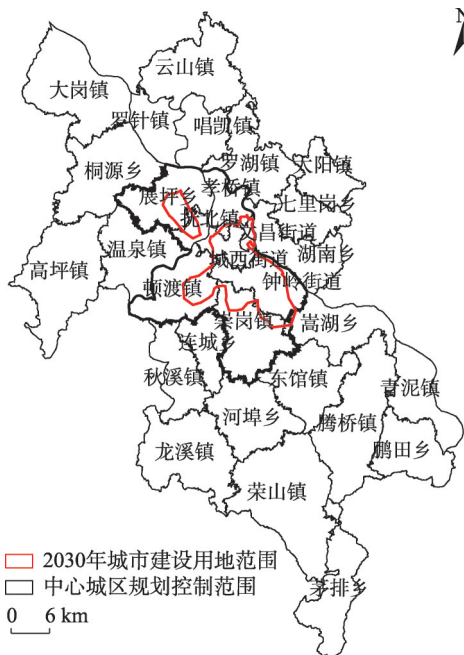 N
云山镇
大岗镇
罗针镇
唱凯镇
桐源乡
罗湖镇
太阳镇
展坪乡
孝桥镇
七里岗乡
抚北镇
文昌街道
温泉镇
城西街道
湖南乡
高坪镇
钟岭街道
顿渡镇
崇岗镇
嵩湖乡
连城乡
秋溪镇
东馆镇
青泥镇
河埠乡
腾桥镇
龙溪镇
鹏田乡
荣山镇
2030年城市建设用地范围
中心城区规划控制范围
茅排乡
0 6 km